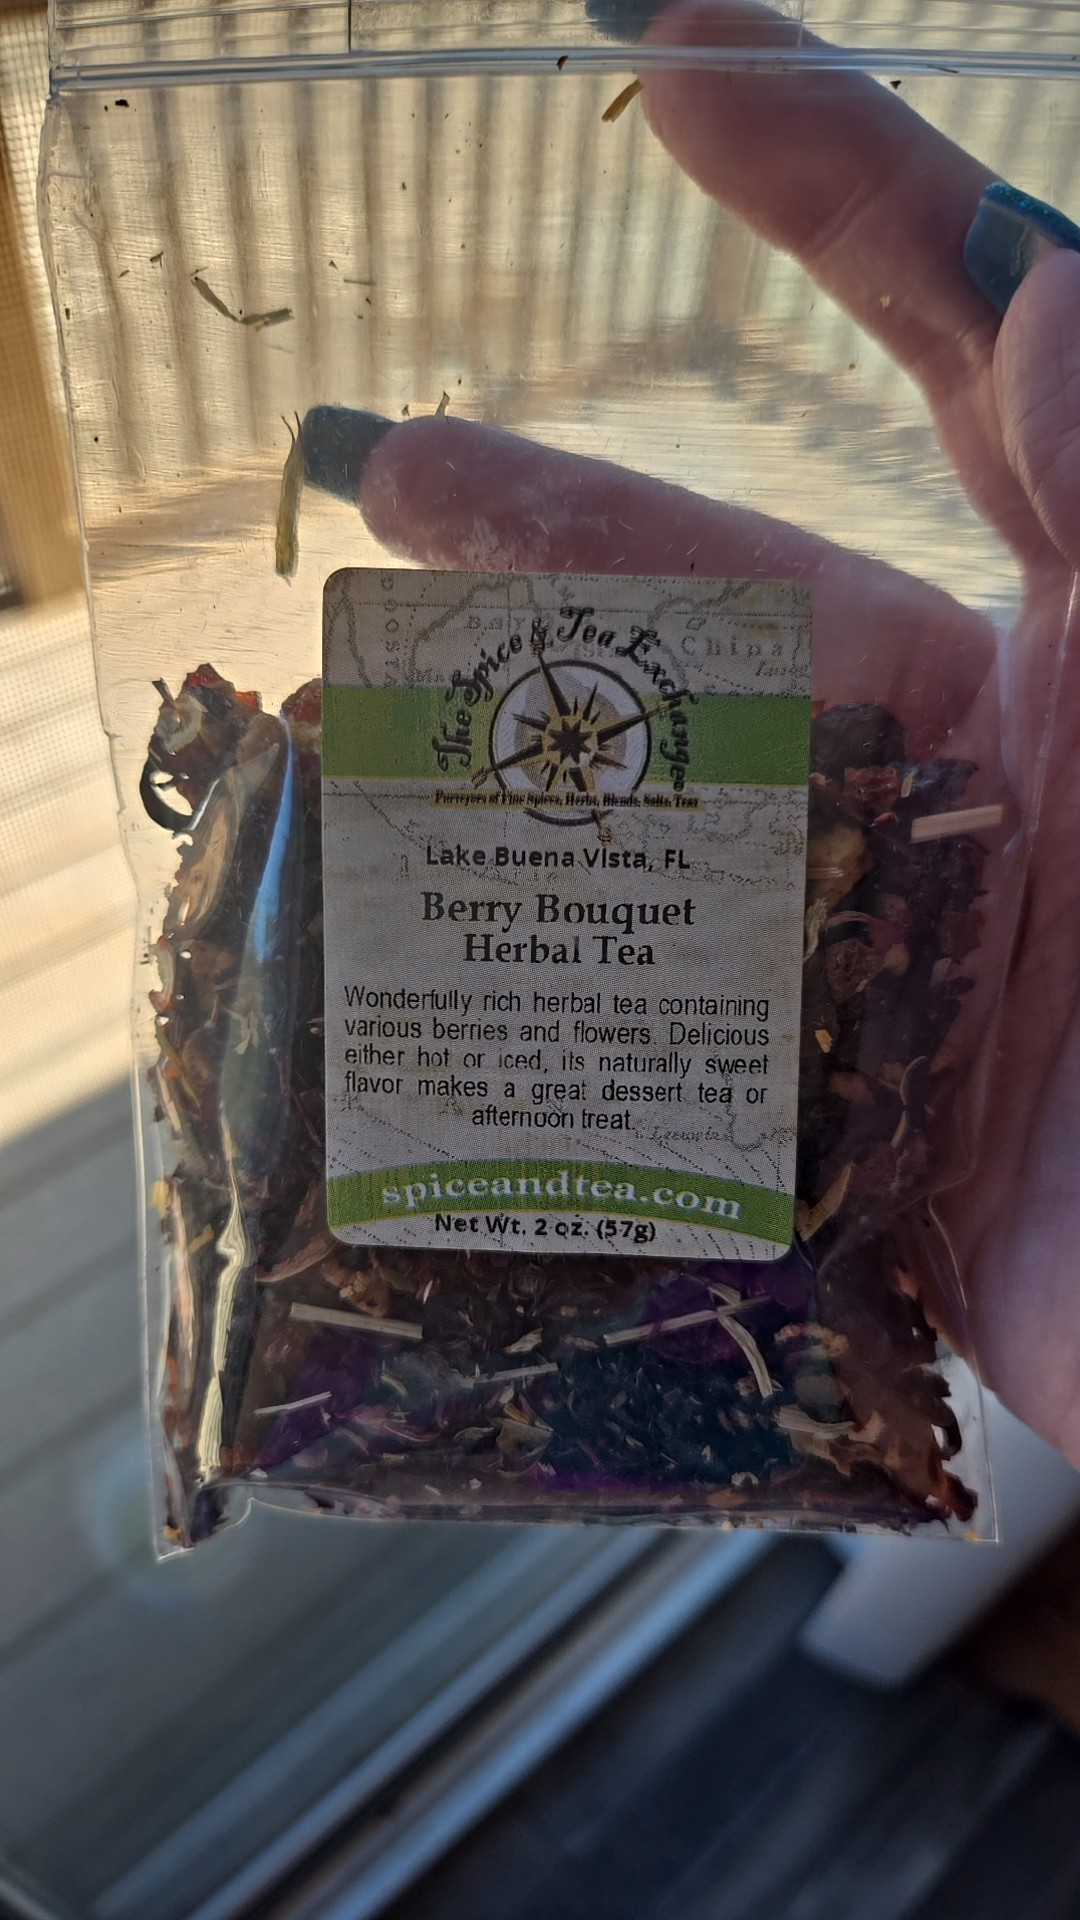 The Spice & Tea Exchange
Purveyors of Fine Spices, Herbs, Blends, Salts, Teas
China
Lake Buena Vista, FL
Berry Bouquet
Herbal Tea
Wonderfully rich herbal tea containing
various berries and flowers. Delicious
either hot or iced, its naturally sweet
flavor makes a great dessert tea or
afternoon treat.
spiceandtea.com
Net Wt. 2 oz. (57g)